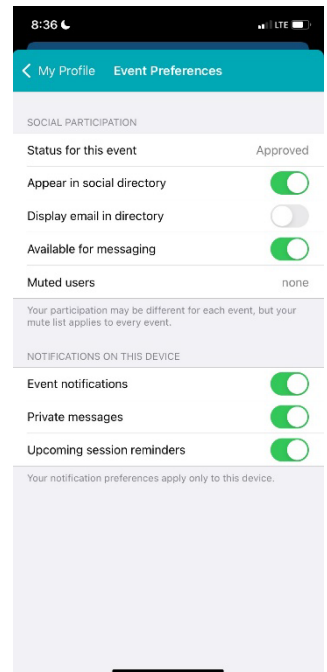 8:36 LTE
My Profile Event Preferences
SOCIAL PARTICIPATION
Status for this event Approved
Appear in social directory
Display email in directory
Available for messaging
Muted users none
Your participation may be different for each event, but your
mute list applies to every event.
NOTIFICATIONS ON THIS DEVICE
Event notifications
Private messages
Upcoming session reminders
Your notification preferences apply only to this device.